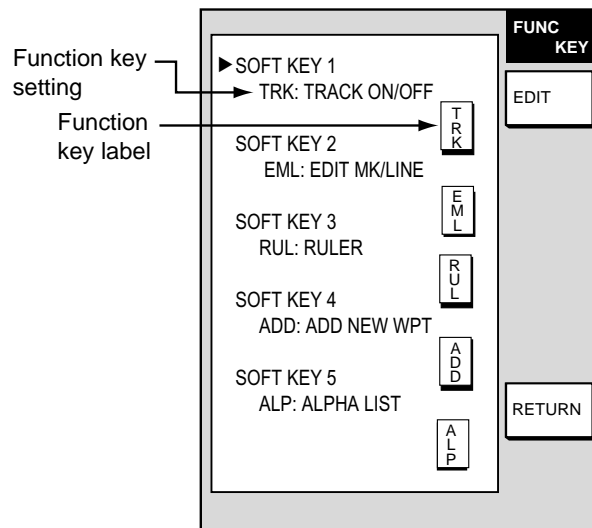 FUNC
KEY
EDIT
RETURN
Function key
setting
Function
key label
SOFT KEY 1
TRK: TRACK ON/OFF
TRK
SOFT KEY 2
EML: EDIT MK/LINE
EML
SOFT KEY 3
RUL: RULER
RUL
SOFT KEY 4
ADD: ADD NEW WPT
ADD
SOFT KEY 5
ALP: ALPHA LIST
ALP